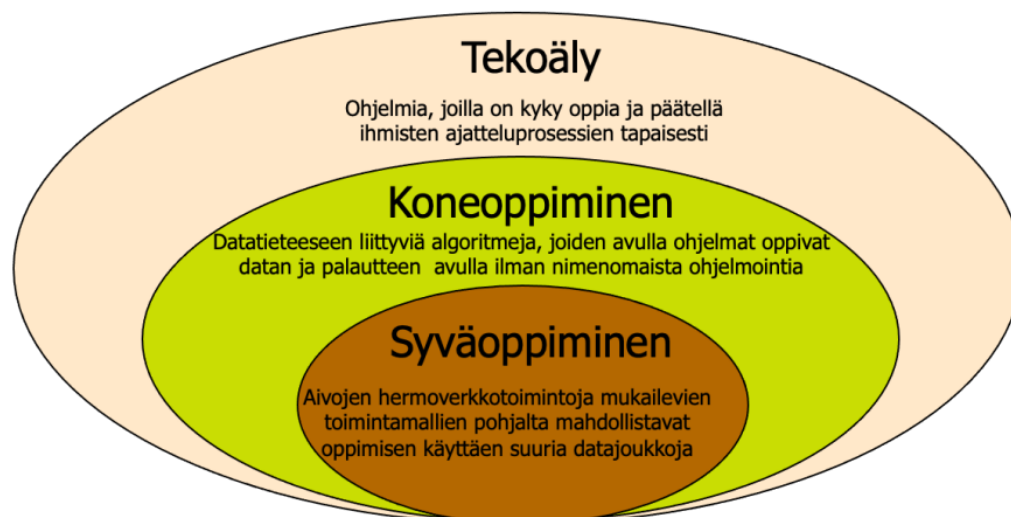 Tekoäly
Ohjelmia, joilla on kyky oppia ja päätellä
ihmisten ajatteluprosessien tapaisesti
Koneoppiminen
Datatieteeseen liittyviä algoritmeja, joiden avulla ohjelmat oppivat
datan ja palautteen avulla ilman nimenomaista ohjelmointia
Syväoppiminen
Aivojen hermoverkkotoimintoja mukailevien
toimintamallien pohjalta mahdollistavat
oppimisen käyttäen suuria datajoukkoja